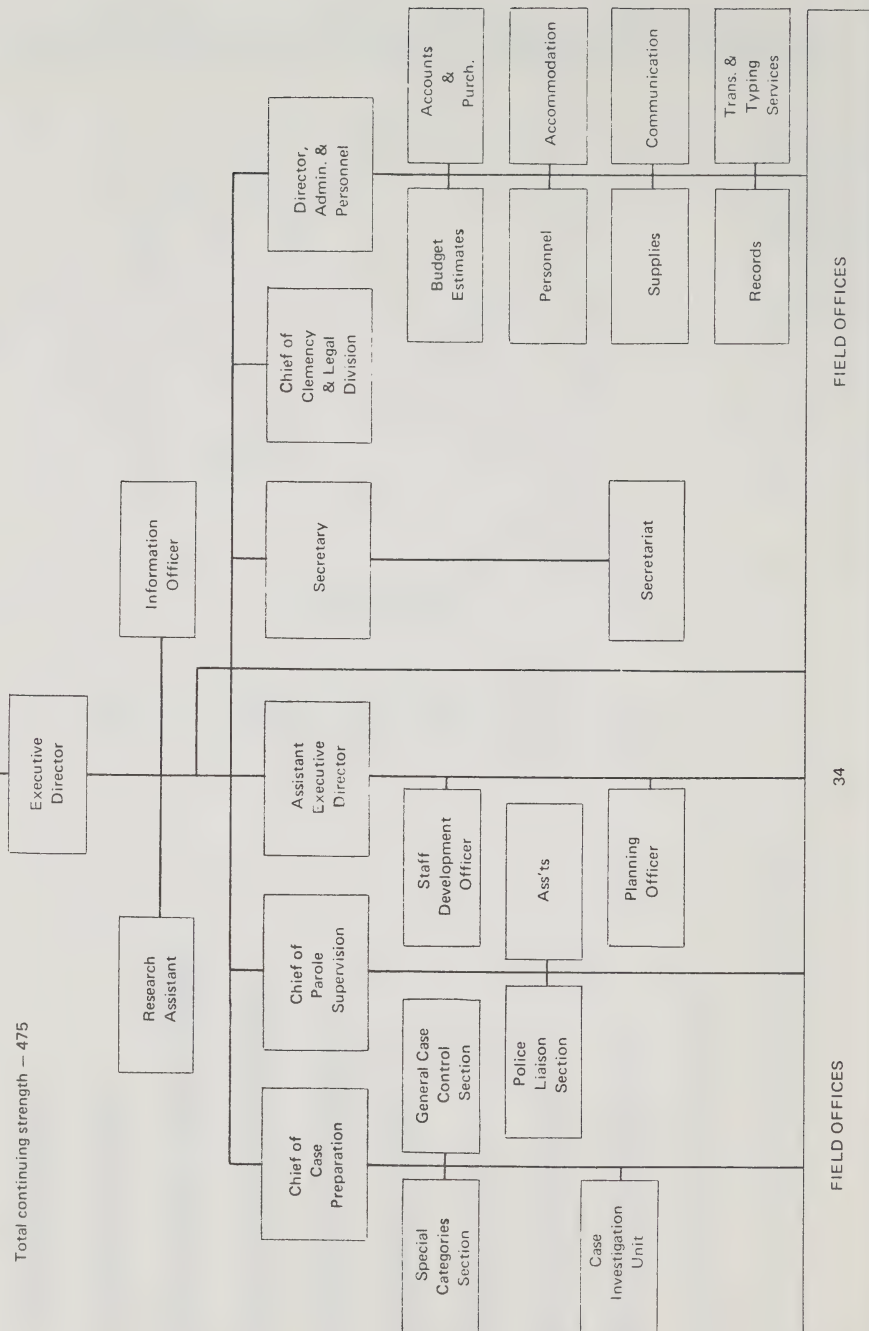 Total continuing strength – 475
Executive
Director
Research
Assistant
Information
Officer
Chief of
Case
Preparation
Chief of
Parole
Supervision
Assistant
Executive
Director
Secretary
Chief of
Clemency
& Legal
Division
Director,
Admin. &
Personnel
Special
Categories
Section
General Case
Control
Section
Staff
Development
Officer
Budget
Estimates
Accounts
&
Purch.
Police
Liaison
Section
Ass'ts
Personnel
Accommodation
Case
Investigation
Unit
Planning
Officer
Secretariat
Supplies
Communication
Records
Trans. &
Typing
Services
FIELD OFFICES
FIELD OFFICES
34